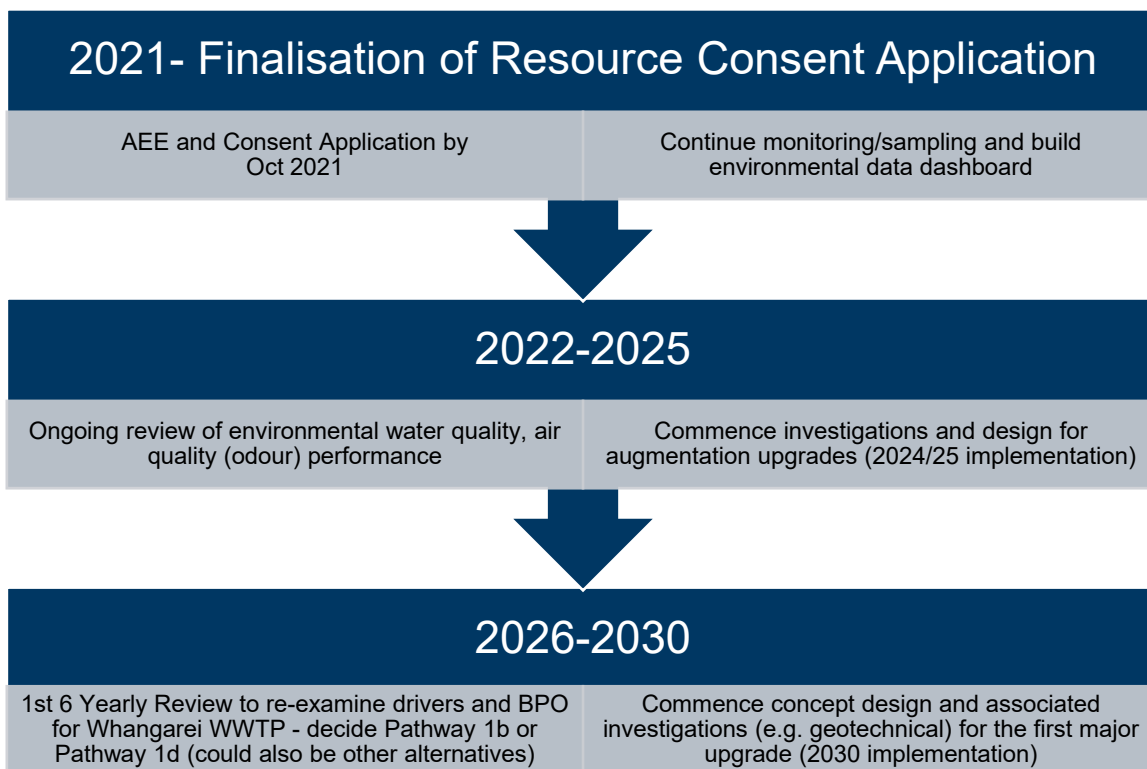 2021- Finalisation of Resource Consent Application
AEE and Consent Application by
Oct 2021
Continue monitoring/sampling and build
environmental data dashboard
2022-2025
Ongoing review of environmental water quality, air
quality (odour) performance
Commence investigations and design for
augmentation upgrades (2024/25 implementation)
2026-2030
1st 6 Yearly Review to re-examine drivers and BPO
for Whangarei WWTP - decide Pathway 1b or
Pathway 1d (could also be other alternatives)
Commence concept design and associated
investigations (e.g. geotechnical) for the first major
upgrade (2030 implementation)